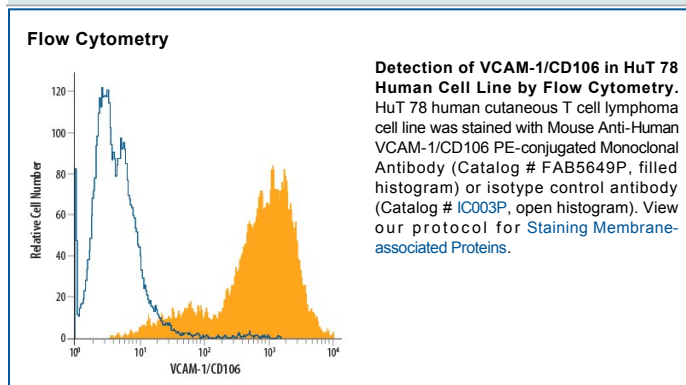 Flow Cytometry
Detection of VCAM-1/CD106 in HuT 78
Human Cell Line by Flow Cytometry.
HuT 78 human cutaneous T cell lymphoma
cell line was stained with Mouse Anti-Human
VCAM-1/CD106 PE-conjugated Monoclonal
Antibody (Catalog # FAB5649P, filled
histogram) or isotype control antibody
(Catalog # IC003P, open histogram). View
our protocol for Staining Membrane-
associated Proteins.
Relative Cell Number
120
100
80
60
40
20
0
10⁰ 10¹ 10² 10³ 10⁴
VCAM-1/CD106